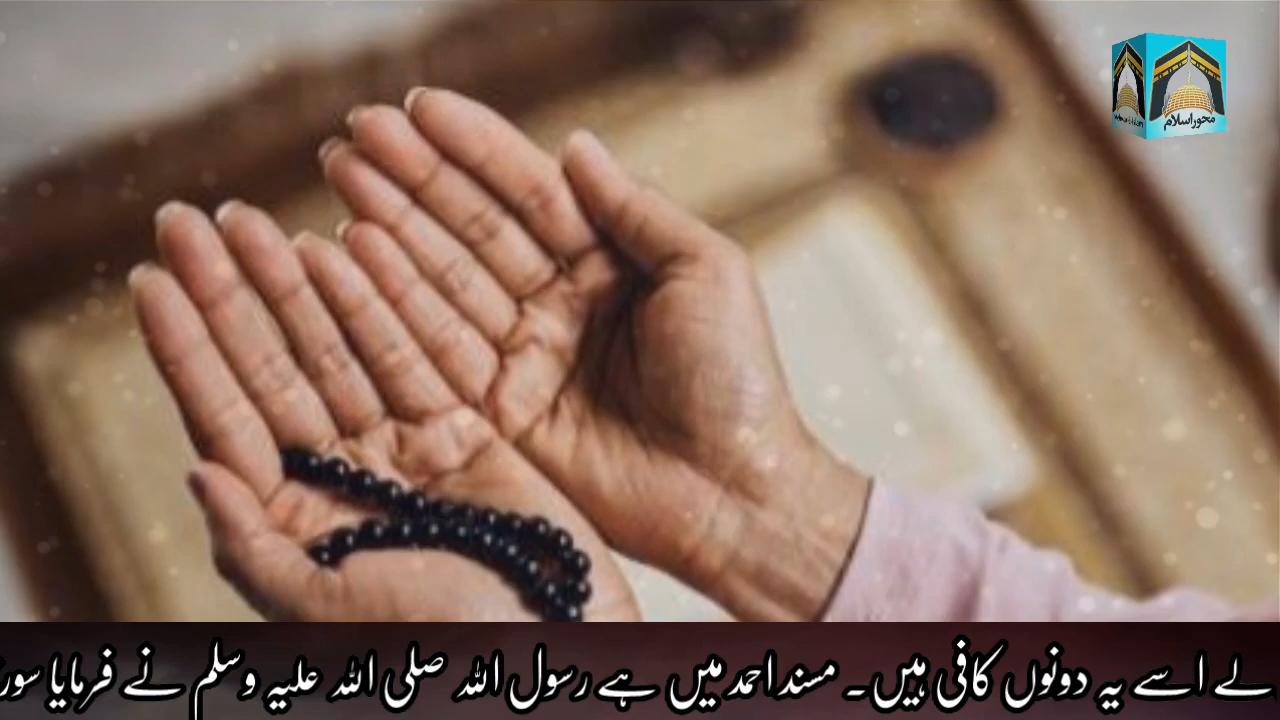 محور اسلام
لے اسے یہ دونوں کافی ہیں۔ مسند احمد میں ہے رسول اللہ صلی اللہ علیہ وسلم نے فرمایا سور